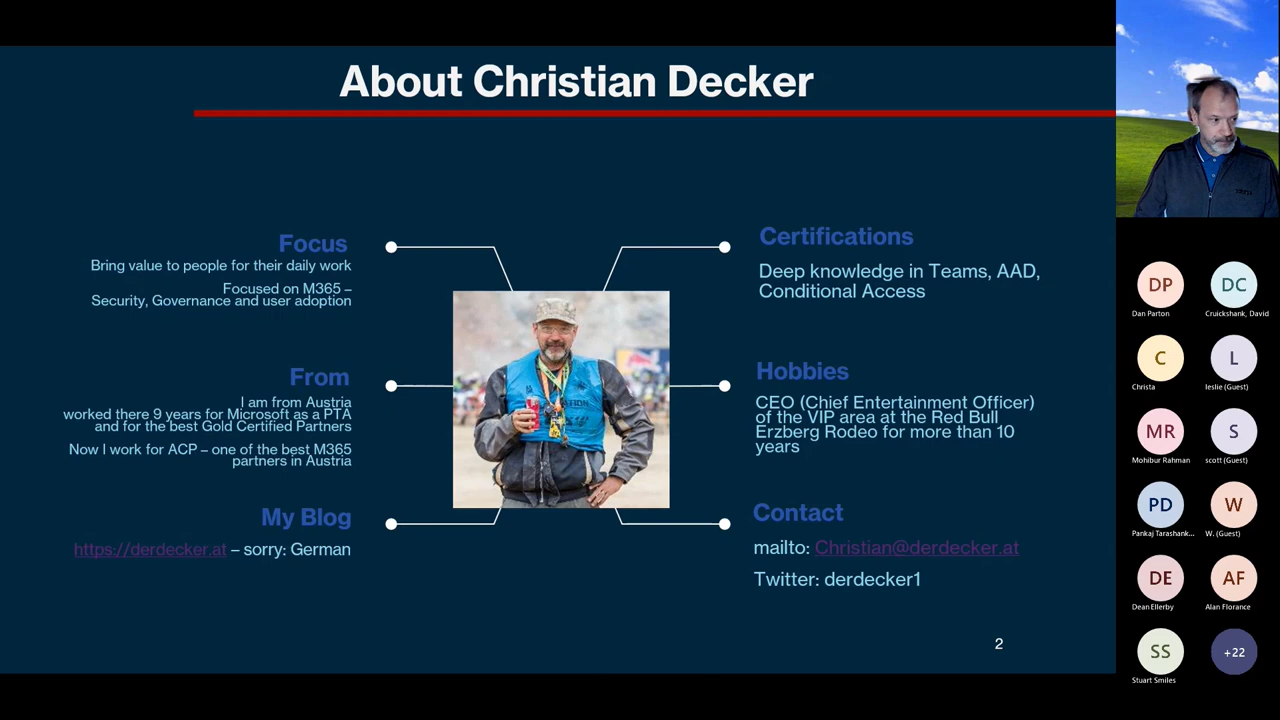 About Christian Decker
Focus
Bring value to people for their daily work
Focused on M365 –
Security, Governance and user adoption
From
I am from Austria
worked there 9 years for Microsoft as a PTA
and for the best Gold Certified Partners
Now I work for ACP – one of the best M365
partners in Austria
My Blog
https://derdecker.at – sorry: German
Certifications
Deep knowledge in Teams, AAD,
Conditional Access
Hobbies
CEO (Chief Entertainment Officer)
of the VIP area at the Red Bull
Erzberg Rodeo for more than 10
years
Contact
mailto: Christian@derdecker.at
Twitter: derdecker1
2
DP
Dan Parton
DC
Cruickshank, David
C
Christa
L
leslie (Guest)
MR
Mohibur Rahman
S
scott (Guest)
PD
Pankaj Tarashank...
W
W. (Guest)
DE
Dean Ellerby
AF
Alan Florance
SS
Stuart Smiles
+22